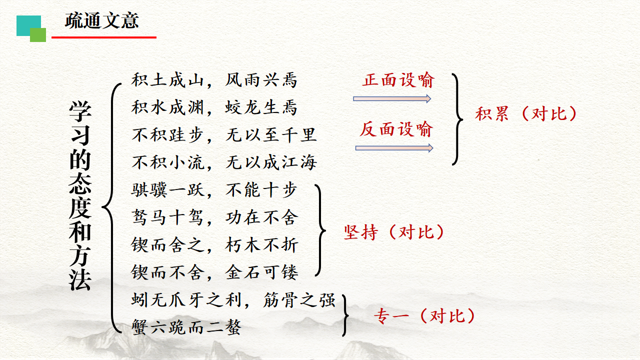 疏通文意
学习的态度和方法
积土成山，风雨兴焉
积水成渊，蛟龙生焉
不积跬步，无以至千里
不积小流，无以成江海
骐骥一跃，不能十步
驽马十驾，功在不舍
锲而舍之，朽木不折
锲而不舍，金石可镂
蚓无爪牙之利，筋骨之强
蟹六跪而二螯
正面设喻
反面设喻
积累（对比）
坚持（对比）
专一（对比）